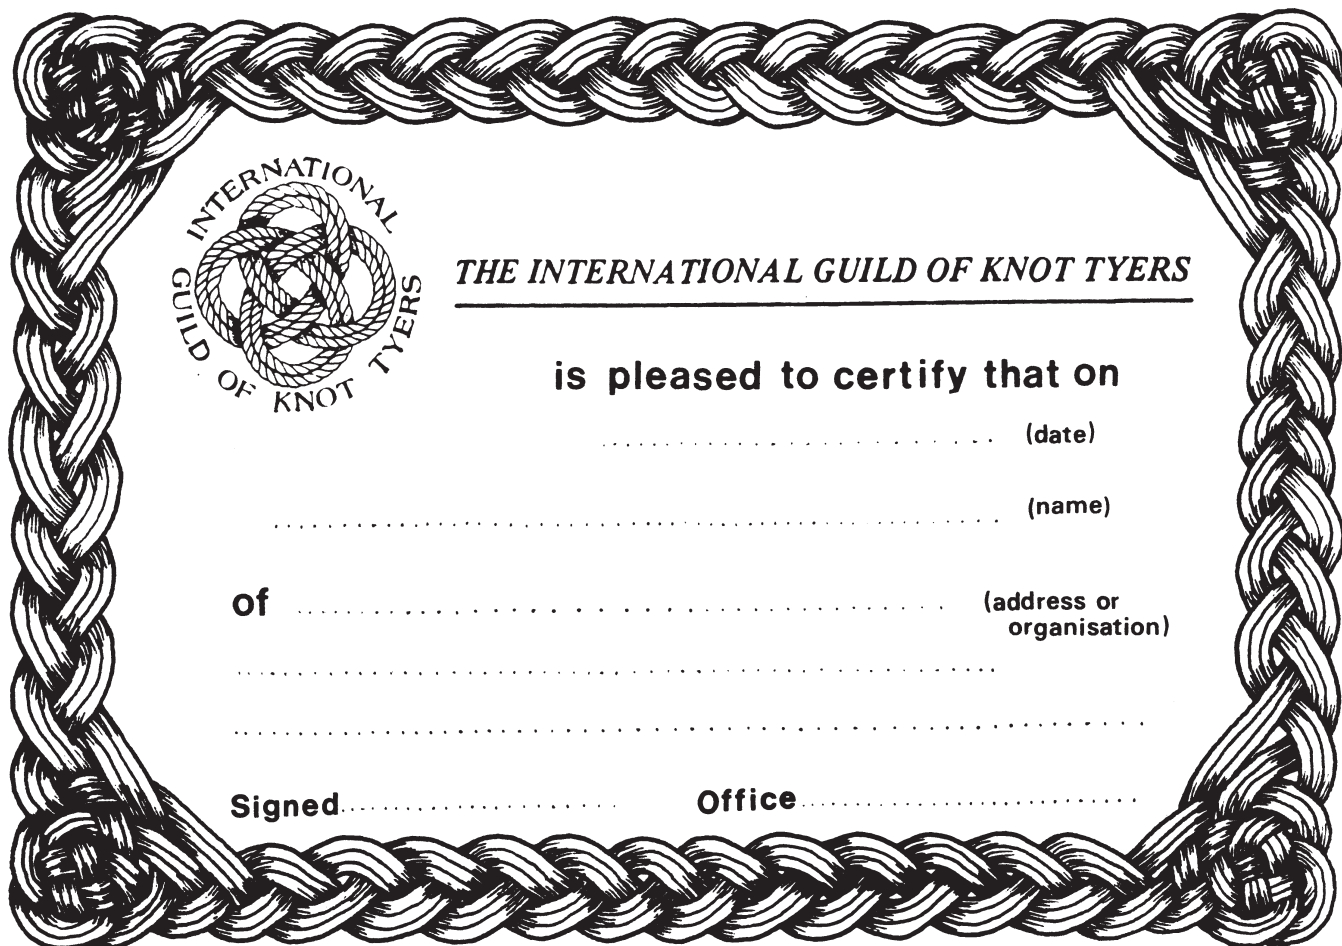 INTERNATIONAL
GUILD OF KNOT TYERS
THE INTERNATIONAL GUILD OF KNOT TYERS
is pleased to certify that on
(date)
(name)
of (address or
organisation)
Signed Office